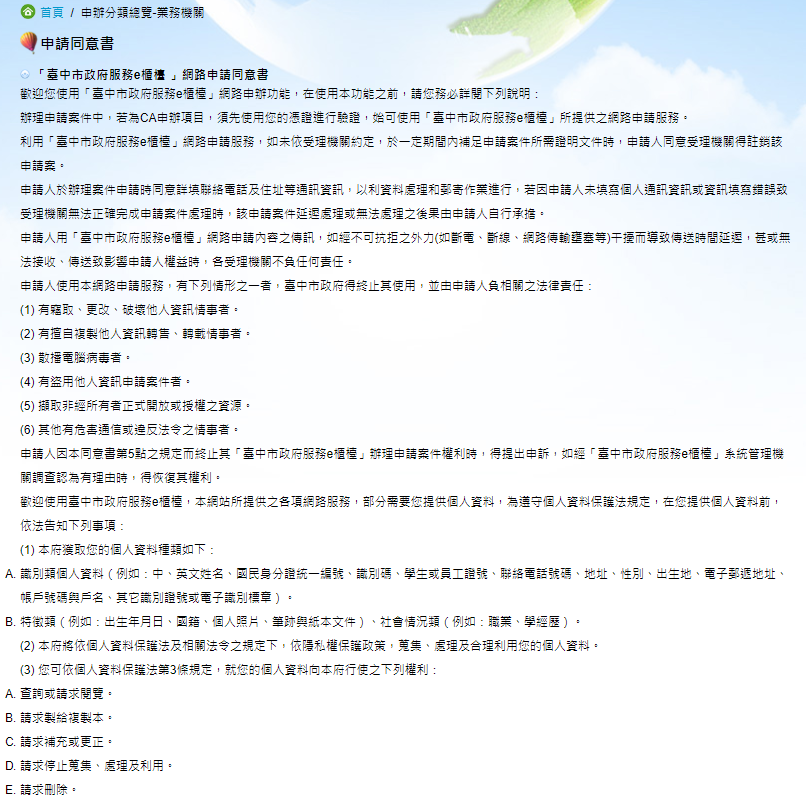 首頁 / 申辦分類總覽-業務機關
申請同意書
「臺中市政府服務e櫃檯 」網路申請同意書
歡迎您使用「臺中市政府服務e櫃檯」網路申辦功能，在使用本功能之前，請您務必詳閱下列說明：
辦理申請案件中，若為CA申辦項目，須先使用您的憑證進行驗證，始可使用「臺中市政府服務e櫃檯」所提供之網路申請服務。
利用「臺中市政府服務e櫃檯」網路申請服務，如未依受理機關約定，於一定期間內補足申請案件所需證明文件時，申請人同意受理機關得註銷該
申請案。
申請人於辦理案件申請時同意詳填聯絡電話及住址等通訊資訊，以利資料處理和郵寄作業進行，若因申請人未填寫個人通訊資訊或資訊填寫錯誤致
受理機關無法正確完成申請案件處理時，該申請案件延遲處理或無法處理之後果由申請人自行承擔。
申請人用「臺中市政府服務e櫃檯」網路申請內容之傳訊，如經不可抗拒之外力(如斷電、斷線、網路傳輸壅塞等)干擾而導致傳送時間延遲，甚或無
法接收、傳送致影響申請人權益時，各受理機關不負任何責任。
申請人使用本網路申請服務，有下列情形之一者，臺中市政府得終止其使用，並由申請人負相關之法律責任：
(1) 有竊取、更改、破壞他人資訊情事者。
(2) 有擅自複製他人資訊轉售、轉載情事者。
(3) 散播電腦病毒者。
(4) 有盜用他人資訊申請案件者。
(5) 擷取非經所有者正式開放或授權之資源。
(6) 其他有危害通信或違反法令之情事者。
申請人因本同意書第5點之規定而終止其「臺中市政府服務e櫃檯」辦理申請案件權利時，得提出申訴，如經「臺中市政府服務e櫃檯」系統管理機
關調查認為有理由時，得恢復其權利。
歡迎使用臺中市政府服務e櫃檯，本網站所提供之各項網路服務，部分需要您提供個人資料，為遵守個人資料保護法規定，在您提供個人資料前，
依法告知下列事項：
(1) 本府獲取您的個人資料種類如下：
A. 識別類個人資料（例如：中、英文姓名、國民身分證統一編號、識別碼、學生或員工證號、聯絡電話號碼、地址、性別、出生地、電子郵遞地址、
帳戶號碼與戶名、其它識別證號或電子識別標章）。
B. 特徵類（例如：出生年月日、國籍、個人照片、筆跡與紙本文件）、社會情況類（例如：職業、學經歷）。
(2) 本府將依個人資料保護法及相關法令之規定下，依隱私權保護政策，蒐集、處理及合理利用您的個人資料。
(3) 您可依個人資料保護法第3條規定，就您的個人資料向本府行使之下列權利：
A. 查詢或請求閱覽。
B. 請求製給複製本。
C. 請求補充或更正。
D. 請求停止蒐集、處理及利用。
E. 請求刪除。